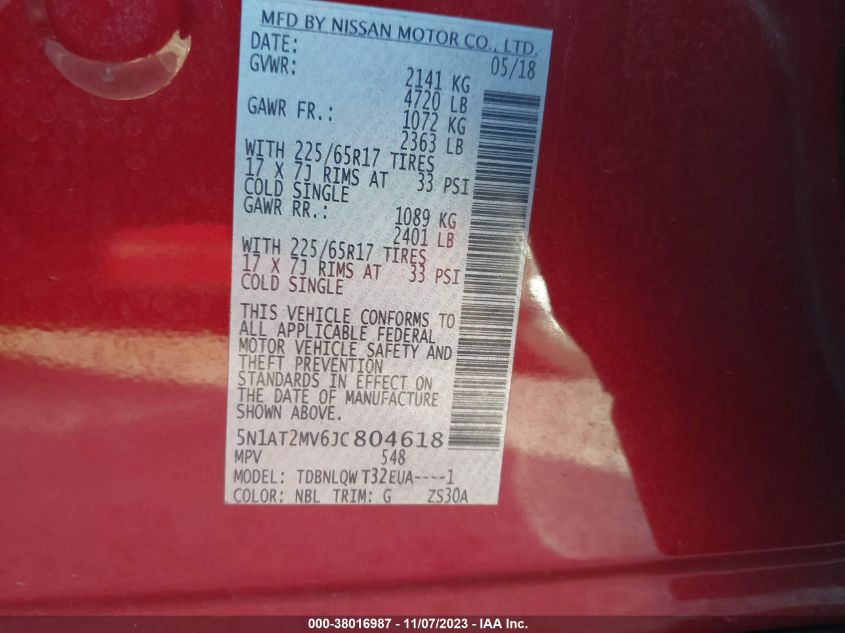 MFD BY NISSAN MOTOR CO., LTD.
DATE: 05/18
GVWR: 2141 KG
4720 LB
GAWR FR.: 1072 KG
2363 LB
WITH 225/65R17 TIRES
17 X 7J RIMS AT 33 PSI
COLD SINGLE
GAWR RR.: 1089 KG
2401 LB
WITH 225/65R17 TIRES
17 X 7J RIMS AT 33 PSI
COLD SINGLE
THIS VEHICLE CONFORMS TO
ALL APPLICABLE FEDERAL
MOTOR VEHICLE SAFETY AND
THEFT PREVENTION
STANDARDS IN EFFECT ON
THE DATE OF MANUFACTURE
SHOWN ABOVE.
5N1AT2MV6JC804618
MPV 548
MODEL: TDBNLQW T32EUA----1
COLOR: NBL TRIM: G ZS30A
000-38016987 - 11/07/2023 - IAA Inc.